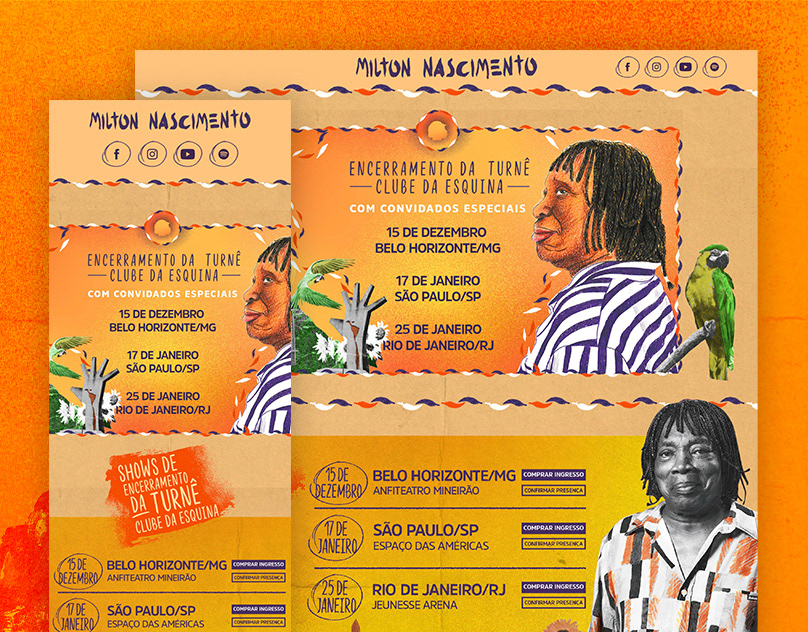 MILTON NASCIMENTO
ENCERRAMENTO DA TURNÊ
CLUBE DA ESQUINA
COM CONVIDADOS ESPECIAIS
15 DE DEZEMBRO
BELO HORIZONTE/MG
17 DE JANEIRO
SÃO PAULO/SP
25 DE JANEIRO
RIO DE JANEIRO/RJ
SHOWS DE
ENCERRAMENTO
DA TURNÊ
CLUBE DA ESQUINA
15 DE
DEZEMBRO
BELO HORIZONTE/MG
ANFITEATRO MINEIRÃO
COMPRAR INGRESSO
CONFIRMAR PRESENÇA
17 DE
JANEIRO
SÃO PAULO/SP
ESPAÇO DAS AMÉRICAS
COMPRAR INGRESSO
CONFIRMAR PRESENÇA
MILTON NASCIMENTO
ENCERRAMENTO DA TURNÊ
CLUBE DA ESQUINA
COM CONVIDADOS ESPECIAIS
15 DE DEZEMBRO
BELO HORIZONTE/MG
17 DE JANEIRO
SÃO PAULO/SP
25 DE JANEIRO
RIO DE JANEIRO/RJ
15 DE
DEZEMBRO
BELO HORIZONTE/MG
ANFITEATRO MINEIRÃO
COMPRAR INGRESSO
CONFIRMAR PRESENÇA
17 DE
JANEIRO
SÃO PAULO/SP
ESPAÇO DAS AMÉRICAS
COMPRAR INGRESSO
CONFIRMAR PRESENÇA
25 DE
JANEIRO
RIO DE JANEIRO/RJ
JEUNESSE ARENA
COMPRAR INGRESSO
CONFIRMAR PRESENÇA